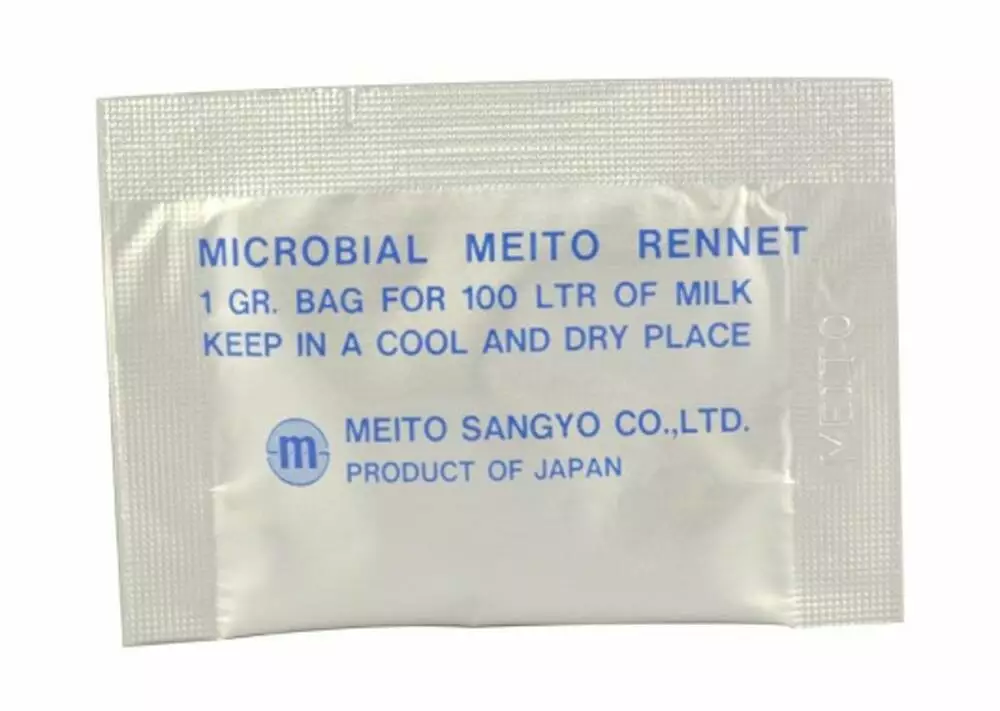 MICROBIAL MEITO RENNET
1 GR. BAG FOR 100 LTR OF MILK
KEEP IN A COOL AND DRY PLACE
m
MEITO SANGYO CO.,LTD.
PRODUCT OF JAPAN
MEITO